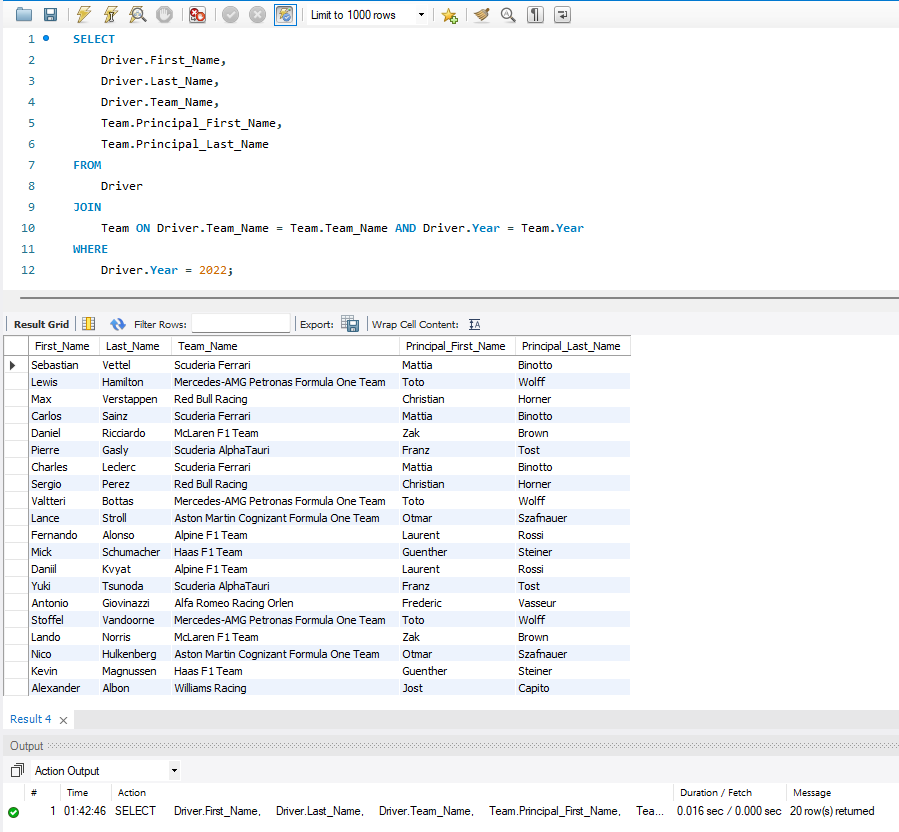 Limit to 1000 rows
1 SELECT
2 Driver.First_Name,
3 Driver.Last_Name,
4 Driver.Team_Name,
5 Team.Principal_First_Name,
6 Team.Principal_Last_Name
7 FROM
8 Driver
9 JOIN
10 Team ON Driver.Team_Name = Team.Team_Name AND Driver.Year = Team.Year
11 WHERE
12 Driver.Year = 2022;
Result Grid Filter Rows: Export: Wrap Cell Content: IA
First_Name Last_Name Team_Name Principal_First_Name Principal_Last_Name
Sebastian Vettel Scuderia Ferrari Mattia Binotto
Lewis Hamilton Mercedes-AMG Petronas Formula One Team Toto Wolff
Max Verstappen Red Bull Racing Christian Horner
Carlos Sainz Scuderia Ferrari Mattia Binotto
Daniel Ricciardo McLaren F1 Team Zak Brown
Pierre Gasly Scuderia AlphaTauri Franz Tost
Charles Leclerc Scuderia Ferrari Mattia Binotto
Sergio Perez Red Bull Racing Christian Horner
Valtteri Bottas Mercedes-AMG Petronas Formula One Team Toto Wolff
Lance Stroll Aston Martin Cognizant Formula One Team Otmar Szafnauer
Fernando Alonso Alpine F1 Team Laurent Rossi
Mick Schumacher Haas F1 Team Guenther Steiner
Daniil Kvyat Alpine F1 Team Laurent Rossi
Yuki Tsunoda Scuderia AlphaTauri Franz Tost
Antonio Giovinazzi Alfa Romeo Racing Orlen Frederic Vasseur
Stoffel Vandoorne Mercedes-AMG Petronas Formula One Team Toto Wolff
Lando Norris McLaren F1 Team Zak Brown
Nico Hulkenberg Aston Martin Cognizant Formula One Team Otmar Szafnauer
Kevin Magnussen Haas F1 Team Guenther Steiner
Alexander Albon Williams Racing Jost Capito
Result 4
Output
Action Output
# Time Action Duration / Fetch Message
1 01:42:46 SELECT Driver.First_Name, Driver.Last_Name, Driver.Team_Name, Team.Principal_First_Name, Tea... 0.016 sec / 0.000 sec 20 row(s) returned